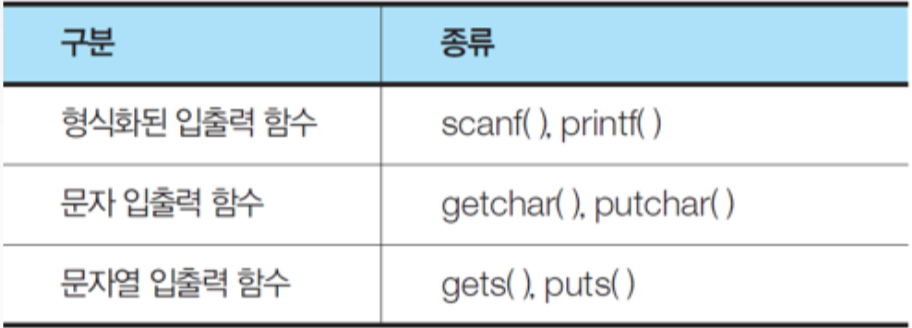 구분 종류
형식화된 입출력 함수 scanf( ), printf( )
문자 입출력 함수 getchar( ), putchar( )
문자열 입출력 함수 gets( ), puts( )